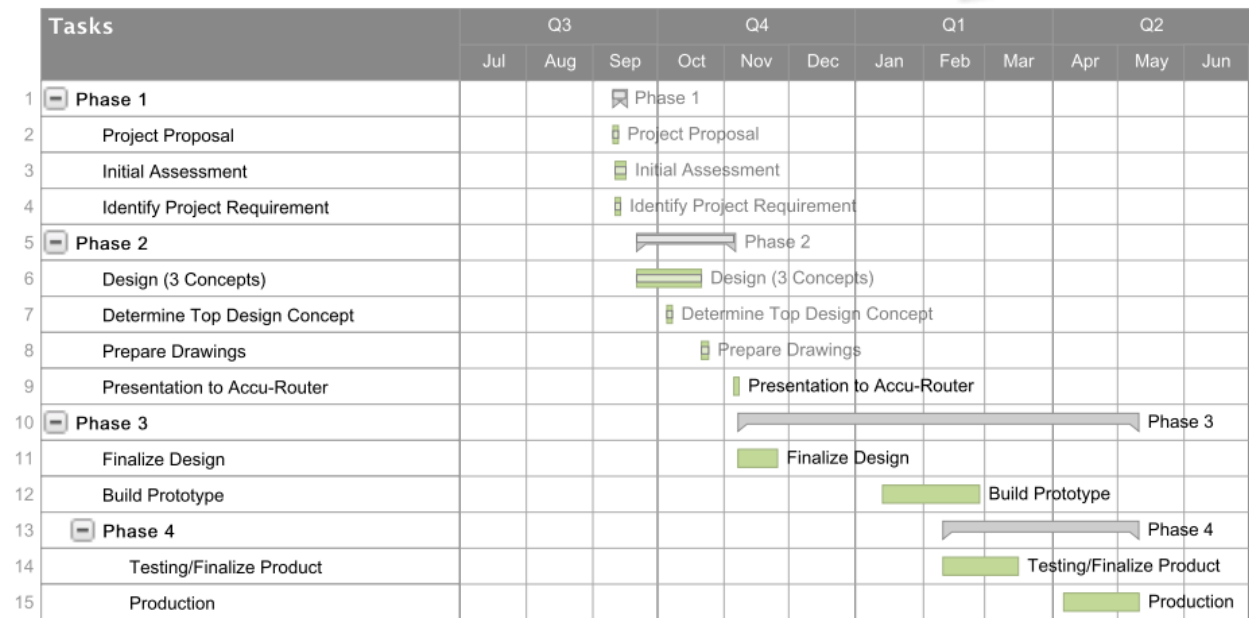 Tasks Q3 Q4 Q1 Q2
Jul Aug Sep Oct Nov Dec Jan Feb Mar Apr May Jun
1 Phase 1 Phase 1
2 Project Proposal Project Proposal
3 Initial Assessment Initial Assessment
4 Identify Project Requirement Identify Project Requirement
5 Phase 2 Phase 2
6 Design (3 Concepts) Design (3 Concepts)
7 Determine Top Design Concept Determine Top Design Concept
8 Prepare Drawings Prepare Drawings
9 Presentation to Accu-Router Presentation to Accu-Router
10 Phase 3 Phase 3
11 Finalize Design Finalize Design
12 Build Prototype Build Prototype
13 Phase 4 Phase 4
14 Testing/Finalize Product Testing/Finalize Product
15 Production Production